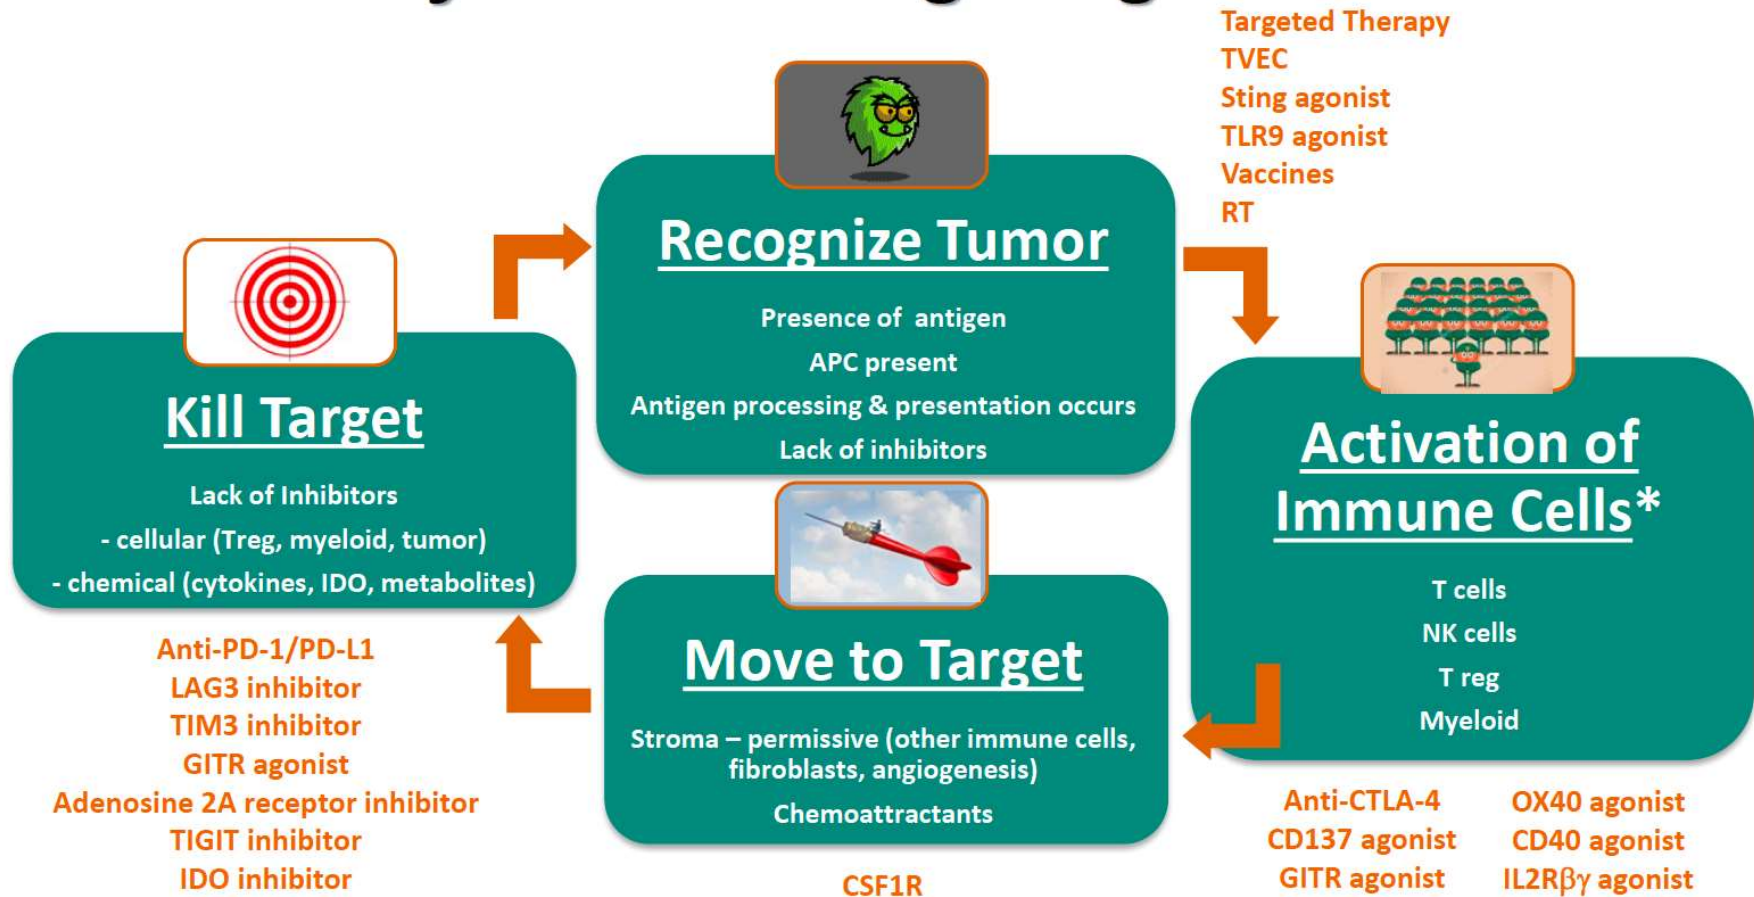 Targeted Therapy
TVEC
Sting agonist
TLR9 agonist
Vaccines
RT
Recognize Tumor
Presence of antigen
APC present
Antigen processing & presentation occurs
Lack of inhibitors
Activation of
Immune Cells*
T cells
NK cells
T reg
Myeloid
Anti-CTLA-4
CD137 agonist
GITR agonist
OX40 agonist
CD40 agonist
IL2Rβγ agonist
Move to Target
Stroma – permissive (other immune cells,
fibroblasts, angiogenesis)
Chemoattractants
CSF1R
Kill Target
Lack of Inhibitors
- cellular (Treg, myeloid, tumor)
- chemical (cytokines, IDO, metabolites)
Anti-PD-1/PD-L1
LAG3 inhibitor
TIM3 inhibitor
GITR agonist
Adenosine 2A receptor inhibitor
TIGIT inhibitor
IDO inhibitor